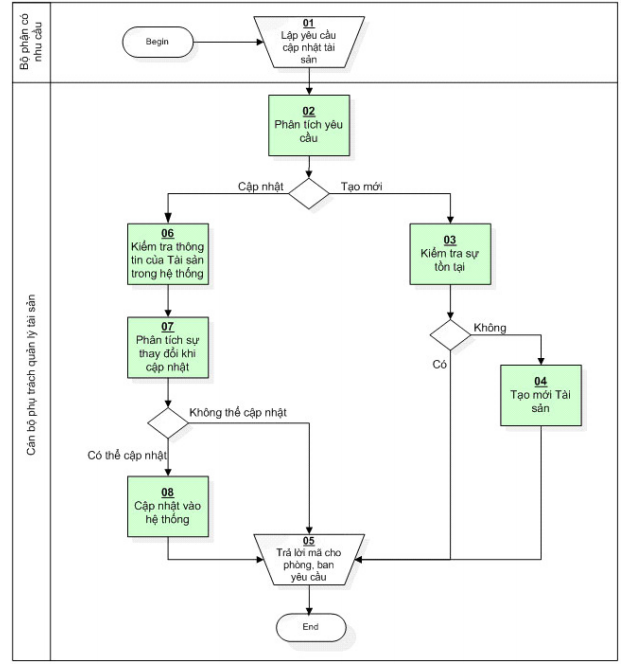 Bộ phận có
nhu cầu
Begin
01
Lập yêu cầu
cập nhật tài
sản
Cán bộ phụ trách quản lý tài sản
02
Phân tích yêu
cầu
Cập nhật
Tạo mới
06
Kiểm tra thông
tin của Tài sản
trong hệ thống
03
Kiểm tra sự
tồn tại
07
Phân tích sự
thay đổi khi
cập nhật
Không
Có
04
Tạo mới Tài
sản
Không thể cập nhật
Có thể cập nhật
08
Cập nhật vào
hệ thống
05
Trả lời mã cho
phòng, ban
yêu cầu
End